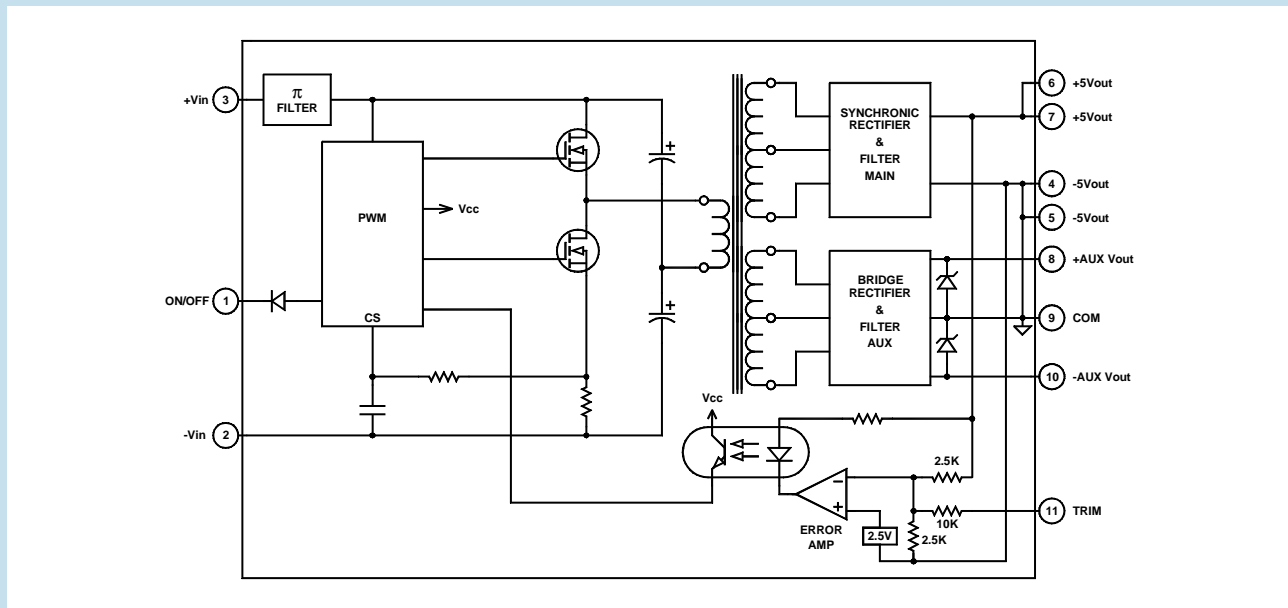 +Vin
3
π
FILTER
PWM
Vcc
ON/OFF
1
CS
-Vin
2
SYNCHRONIC
RECTIFIER
&
FILTER
MAIN
BRIDGE
RECTIFIER
&
FILTER
AUX
6
+5Vout
7
+5Vout
4
-5Vout
5
-5Vout
8
+AUX Vout
9
COM
10
-AUX Vout
Vcc
+
+
-
+
ERROR
AMP
2.5V
2.5K
10K
2.5K
11
TRIM